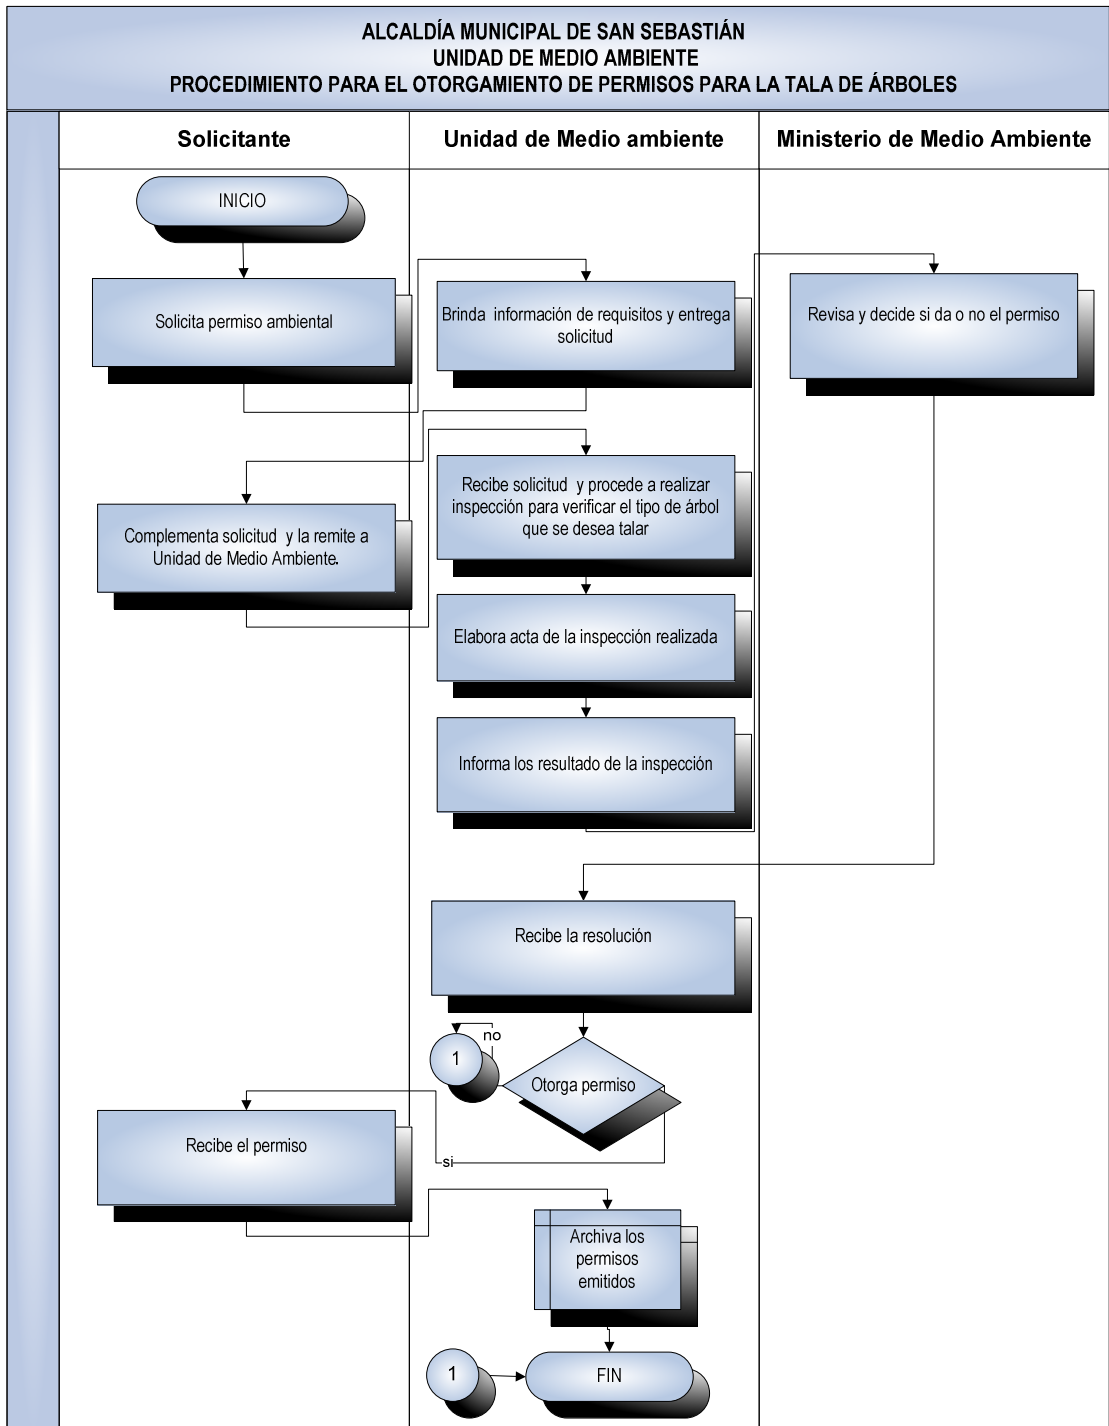 ALCALDÍA MUNICIPAL DE SAN SEBASTIÁN
UNIDAD DE MEDIO AMBIENTE
PROCEDIMIENTO PARA EL OTORGAMIENTO DE PERMISOS PARA LA TALA DE ÁRBOLES
Solicitante
Unidad de Medio ambiente
Ministerio de Medio Ambiente
INICIO
Solicita permiso ambiental
Brinda información de requisitos y entrega
solicitud
Revisa y decide si da o no el permiso
Complementa solicitud y la remite a
Unidad de Medio Ambiente.
Recibe solicitud y procede a realizar
inspección para verificar el tipo de árbol
que se desea talar
Elabora acta de la inspección realizada
Informa los resultado de la inspección
Recibe la resolución
no
1
Otorga permiso
si
Recibe el permiso
Archiva los
permisos
emitidos
1
FIN